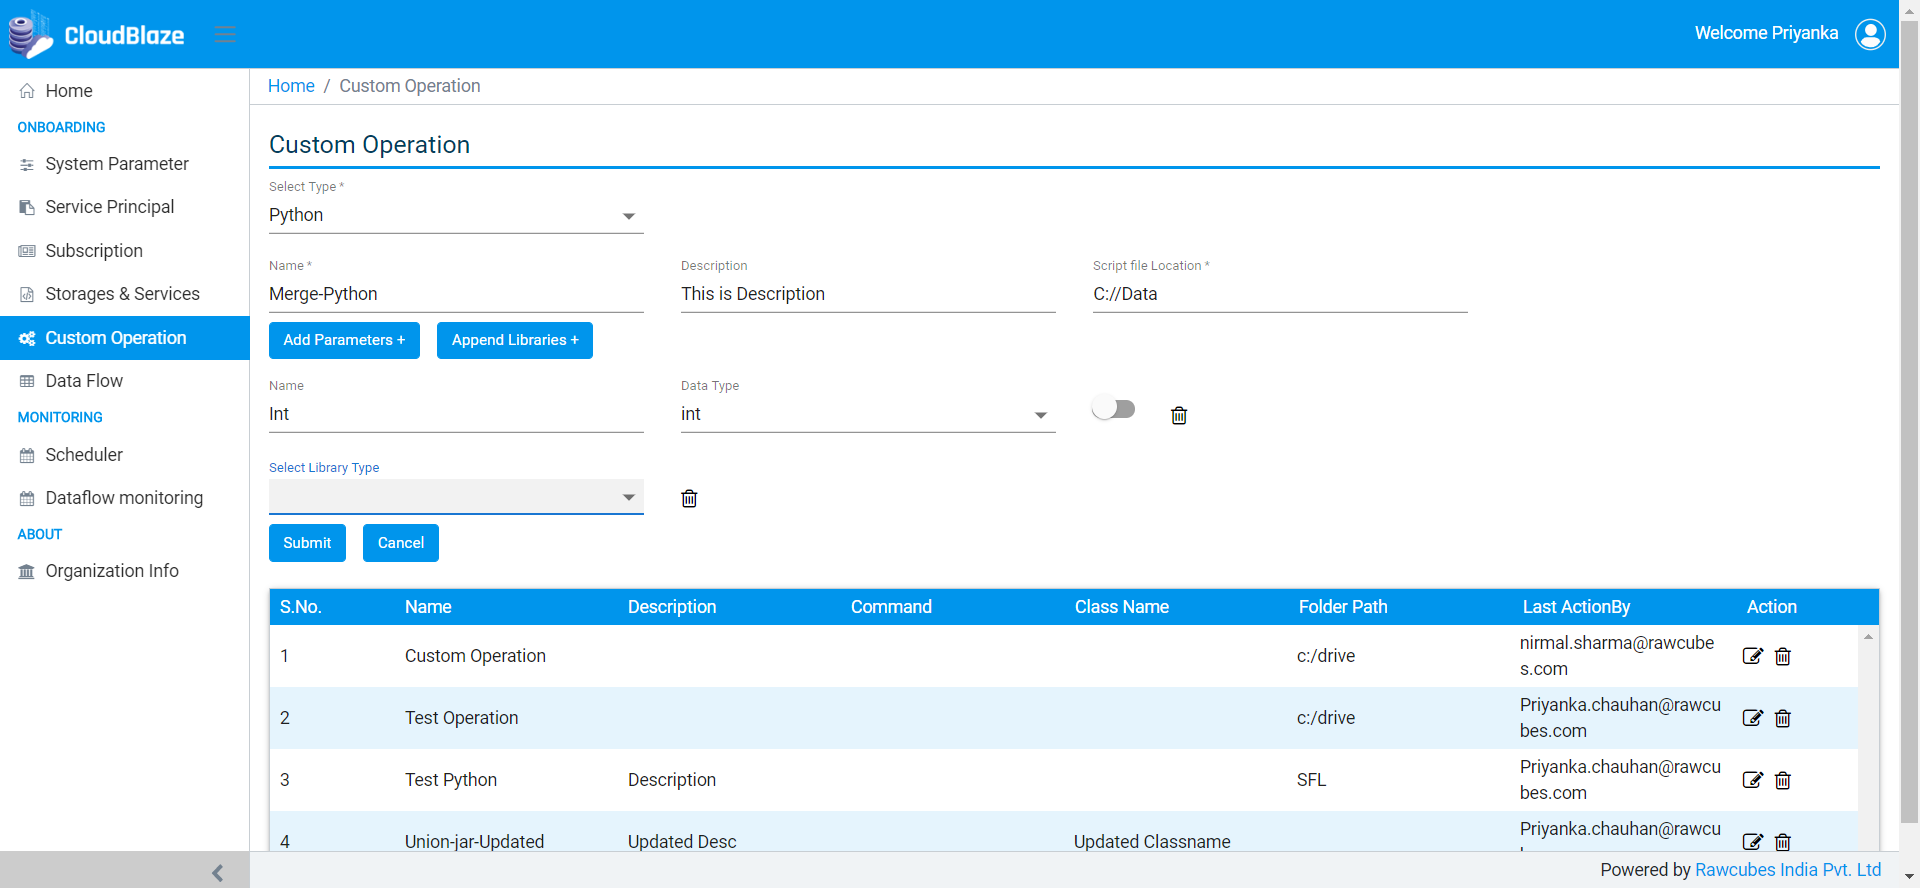 CloudBlaze
Welcome Priyanka
Home
ONBOARDING
System Parameter
Service Principal
Subscription
Storages & Services
Custom Operation
Data Flow
MONITORING
Scheduler
Dataflow monitoring
ABOUT
Organization Info
Home / Custom Operation
Custom Operation
Select Type *
Python
Name * Description Script file Location *
Merge-Python This is Description C://Data
Add Parameters + Append Libraries +
Name Data Type
Int int
Select Library Type
Submit Cancel
S.No. Name Description Command Class Name Folder Path Last ActionBy Action
1 Custom Operation c:/drive nirmal.sharma@rawcube
s.com
2 Test Operation c:/drive Priyanka.chauhan@rawcu
bes.com
3 Test Python Description SFL Priyanka.chauhan@rawcu
bes.com
4 Union-jar-Updated Updated Desc Updated Classname Priyanka.chauhan@rawcu
Powered by Rawcubes India Pvt. Ltd